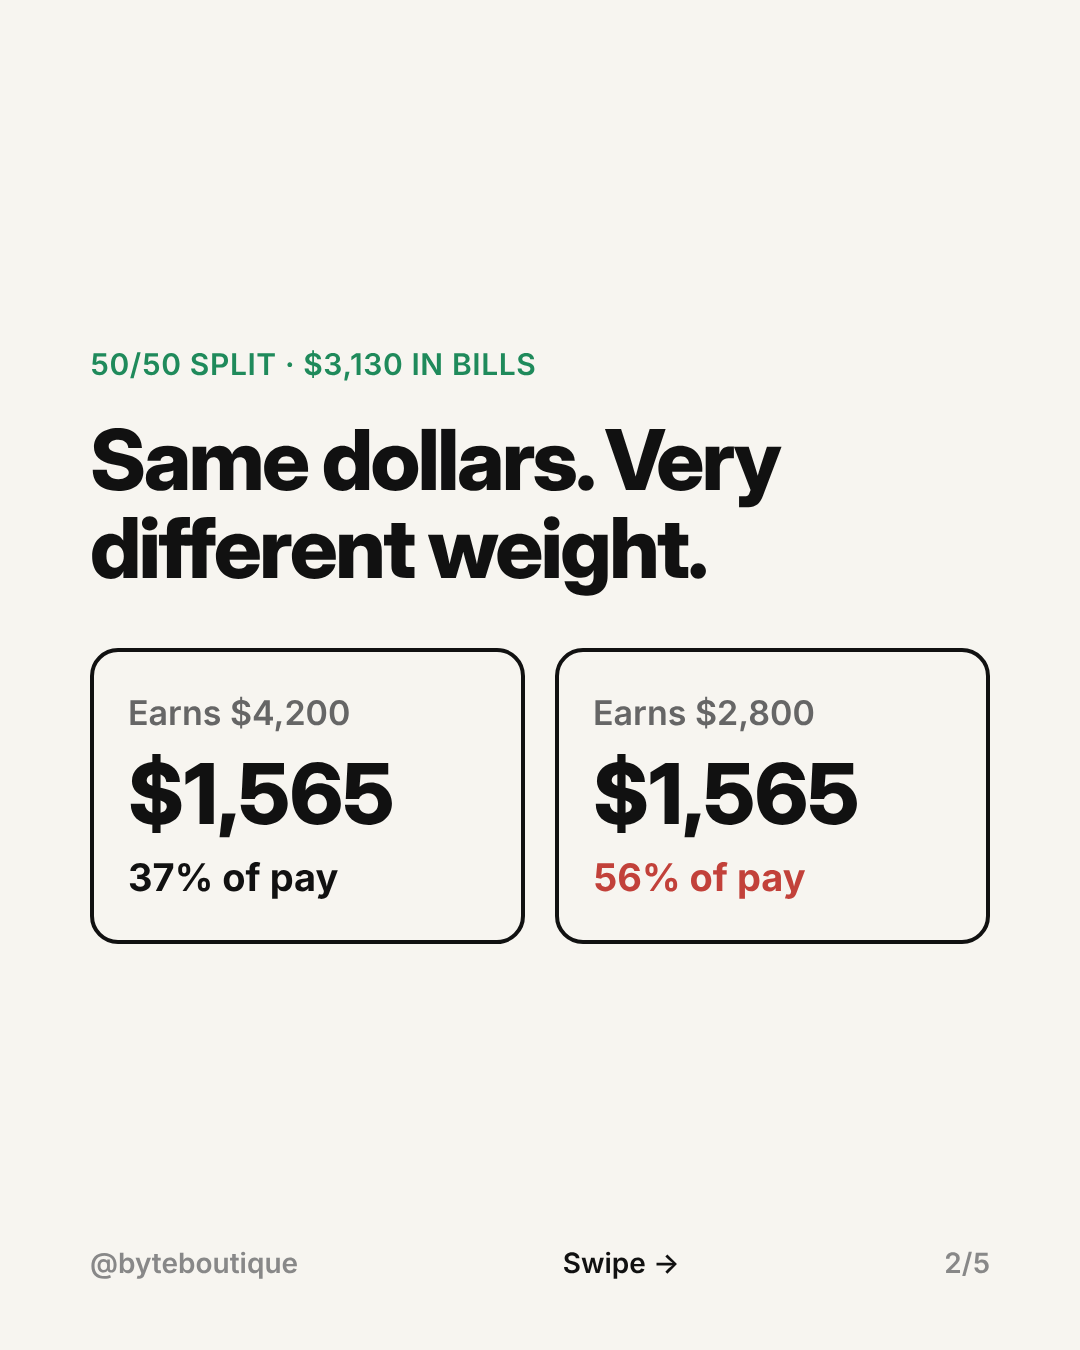 50/50 SPLIT · $3,130 IN BILLS
Same dollars. Very
different weight.
Earns $4,200
$1,565
37% of pay
Earns $2,800
$1,565
56% of pay
@byteboutique
Swipe →
2/5